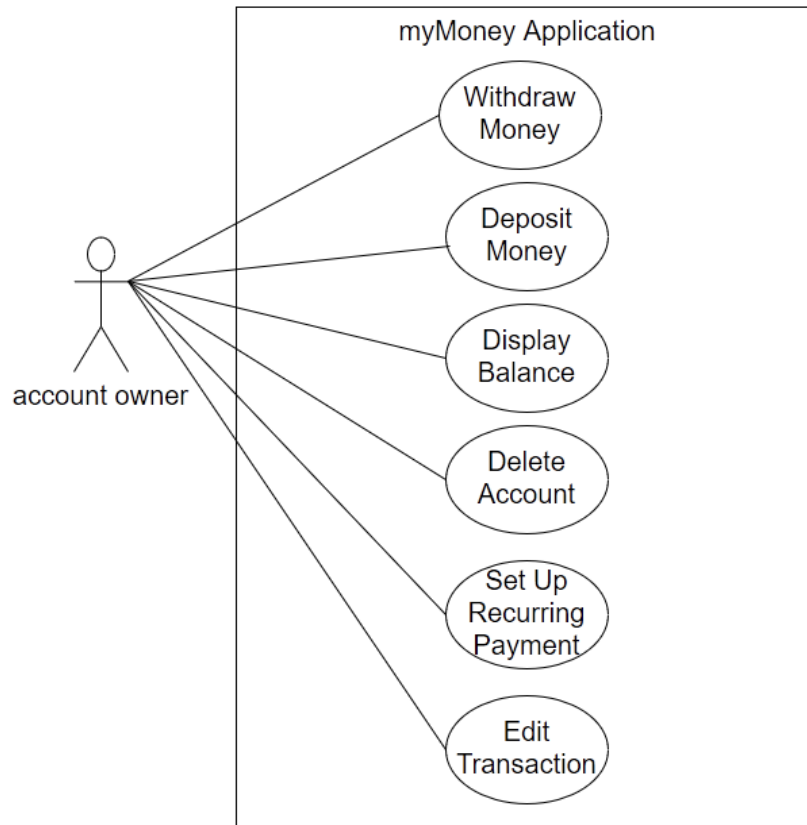 myMoney Application
Withdraw
Money
Deposit
Money
Display
Balance
account owner
Delete
Account
Set Up
Recurring
Payment
Edit
Transaction